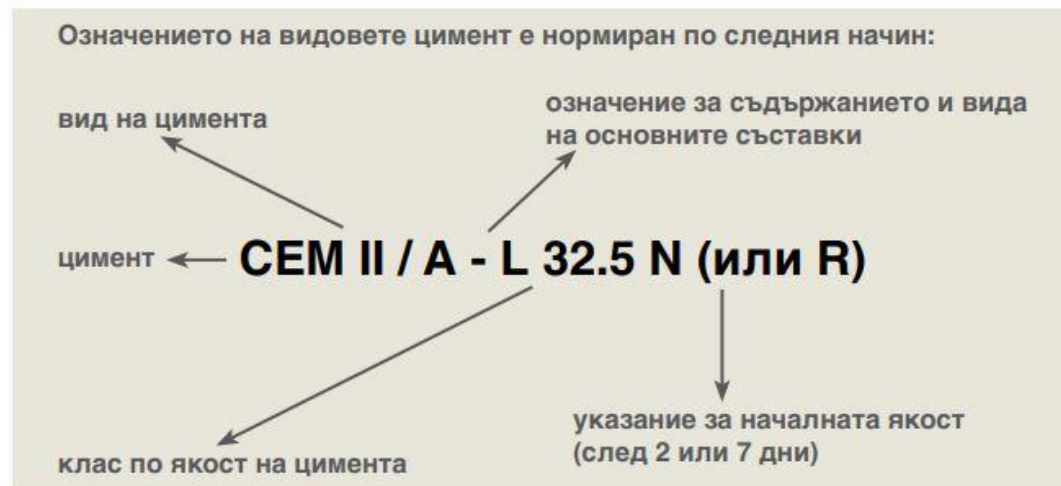 Означението на видовете цимент е нормиран по следния начин:
вид на цимента
означение за съдържанието и вида
на основните съставки
цимент
CEM II / A - L 32.5 N (или R)
клас по якост на цимента
указание за началната якост
(след 2 или 7 дни)